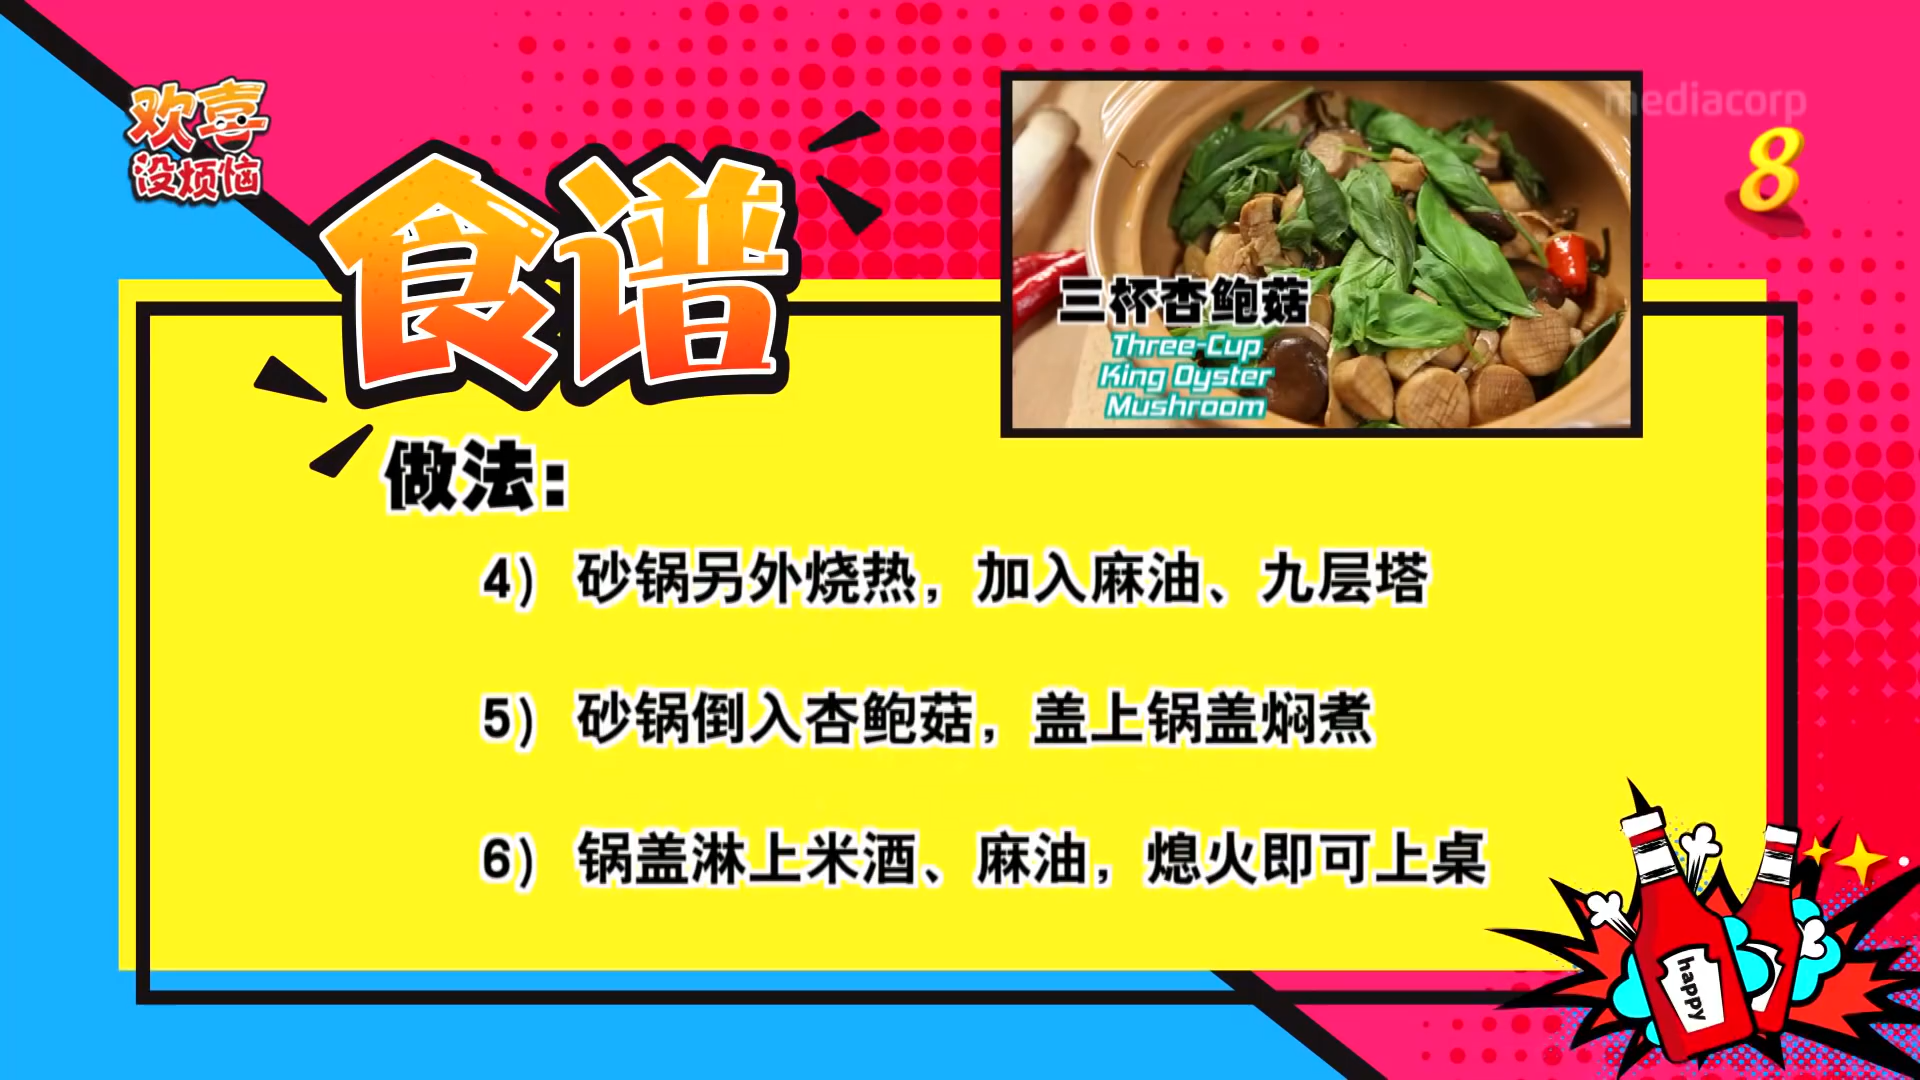 欢喜
没烦恼
mediacorp
8
食谱
三杯杏鲍菇
Three-Cup
King Oyster
Mushroom
做法：
4） 砂锅另外烧热，加入麻油、九层塔
5） 砂锅倒入杏鲍菇，盖上锅盖焖煮
6） 锅盖淋上米酒、麻油，熄火即可上桌
happy